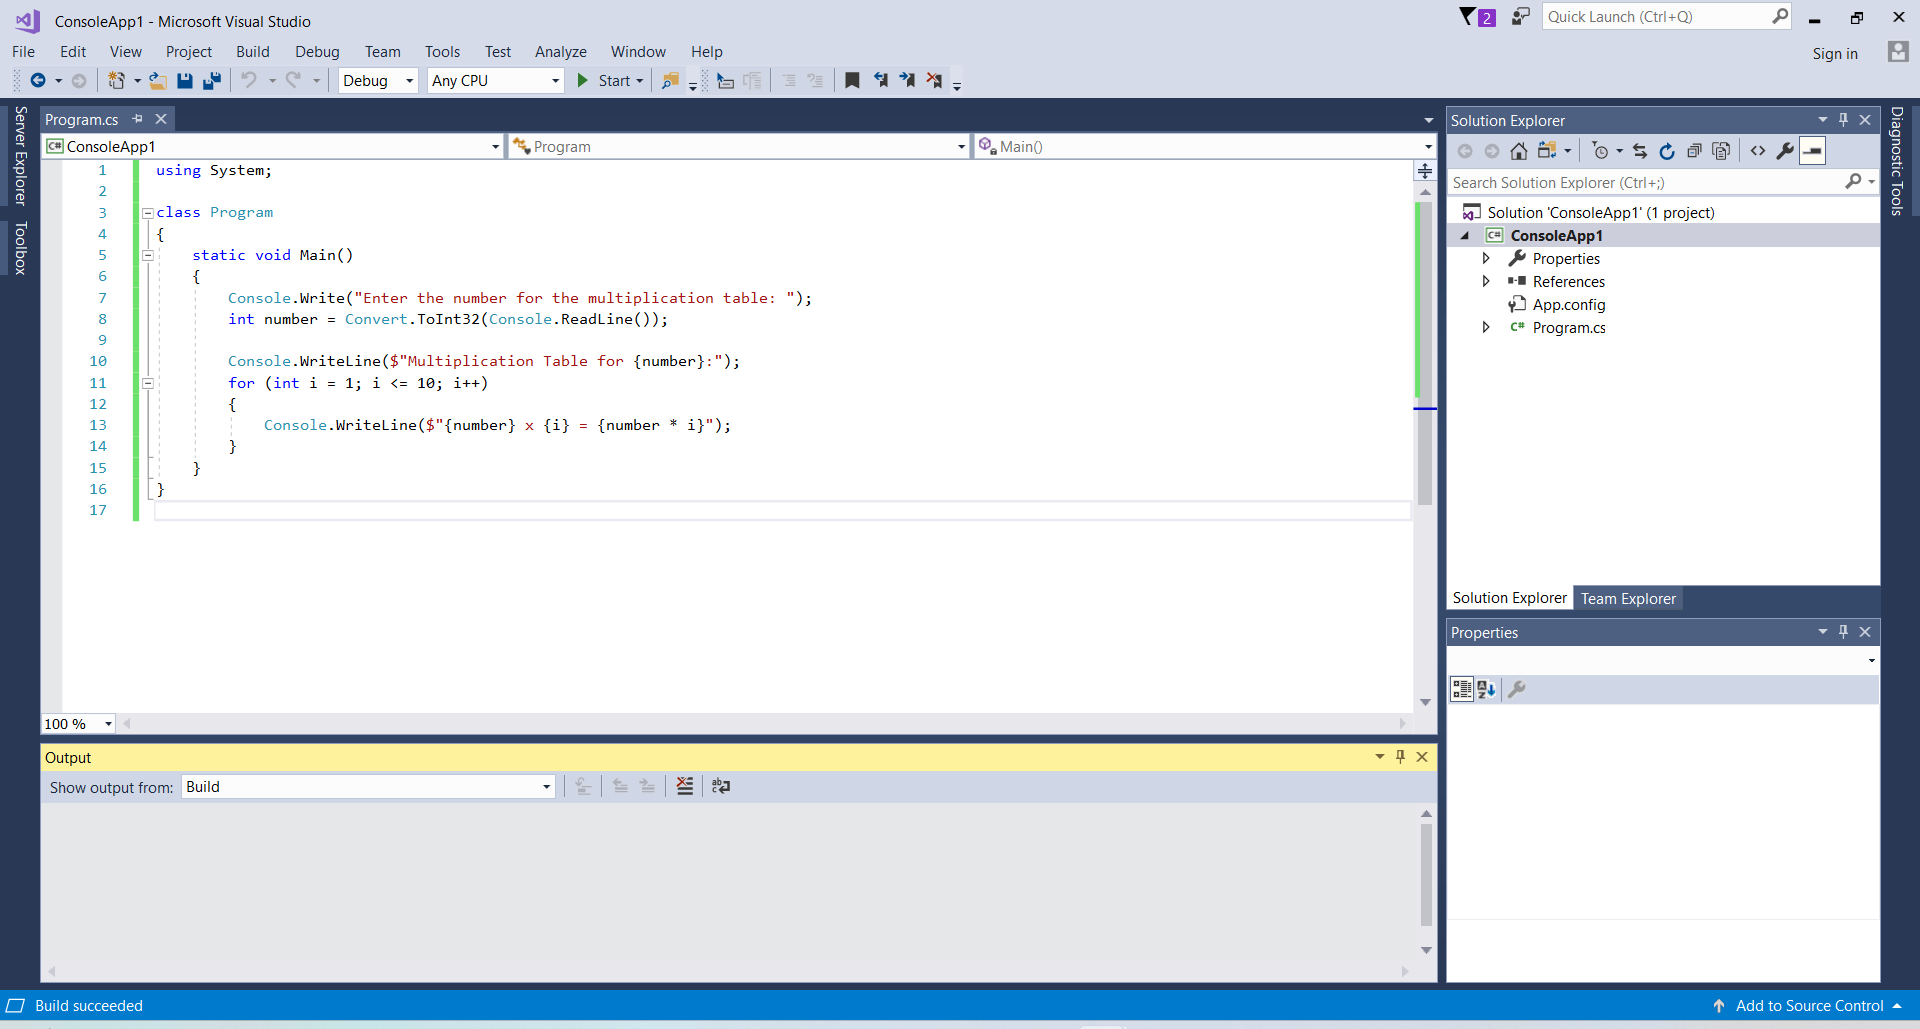 ConsoleApp1 - Microsoft Visual Studio
2
Quick Launch (Ctrl+Q)
File Edit View Project Build Debug Team Tools Test Analyze Window Help
Sign in
Debug Any CPU Start
Server Explorer
Toolbox
Program.cs
ConsoleApp1 Program Main()
1 using System;
2
3 class Program
4 {
5 static void Main()
6 {
7 Console.Write("Enter the number for the multiplication table: ");
8 int number = Convert.ToInt32(Console.ReadLine());
9
10 Console.WriteLine($"Multiplication Table for {number}:");
11 for (int i = 1; i <= 10; i++)
12 {
13 Console.WriteLine($"{number} x {i} = {number * i}");
14 }
15 }
16 }
17
100 %
Output
Show output from: Build
Solution Explorer
Search Solution Explorer (Ctrl+;)
Solution 'ConsoleApp1' (1 project)
C# ConsoleApp1
Properties
References
App.config
C# Program.cs
Solution Explorer Team Explorer
Properties
Diagnostic Tools
Build succeeded
Add to Source Control